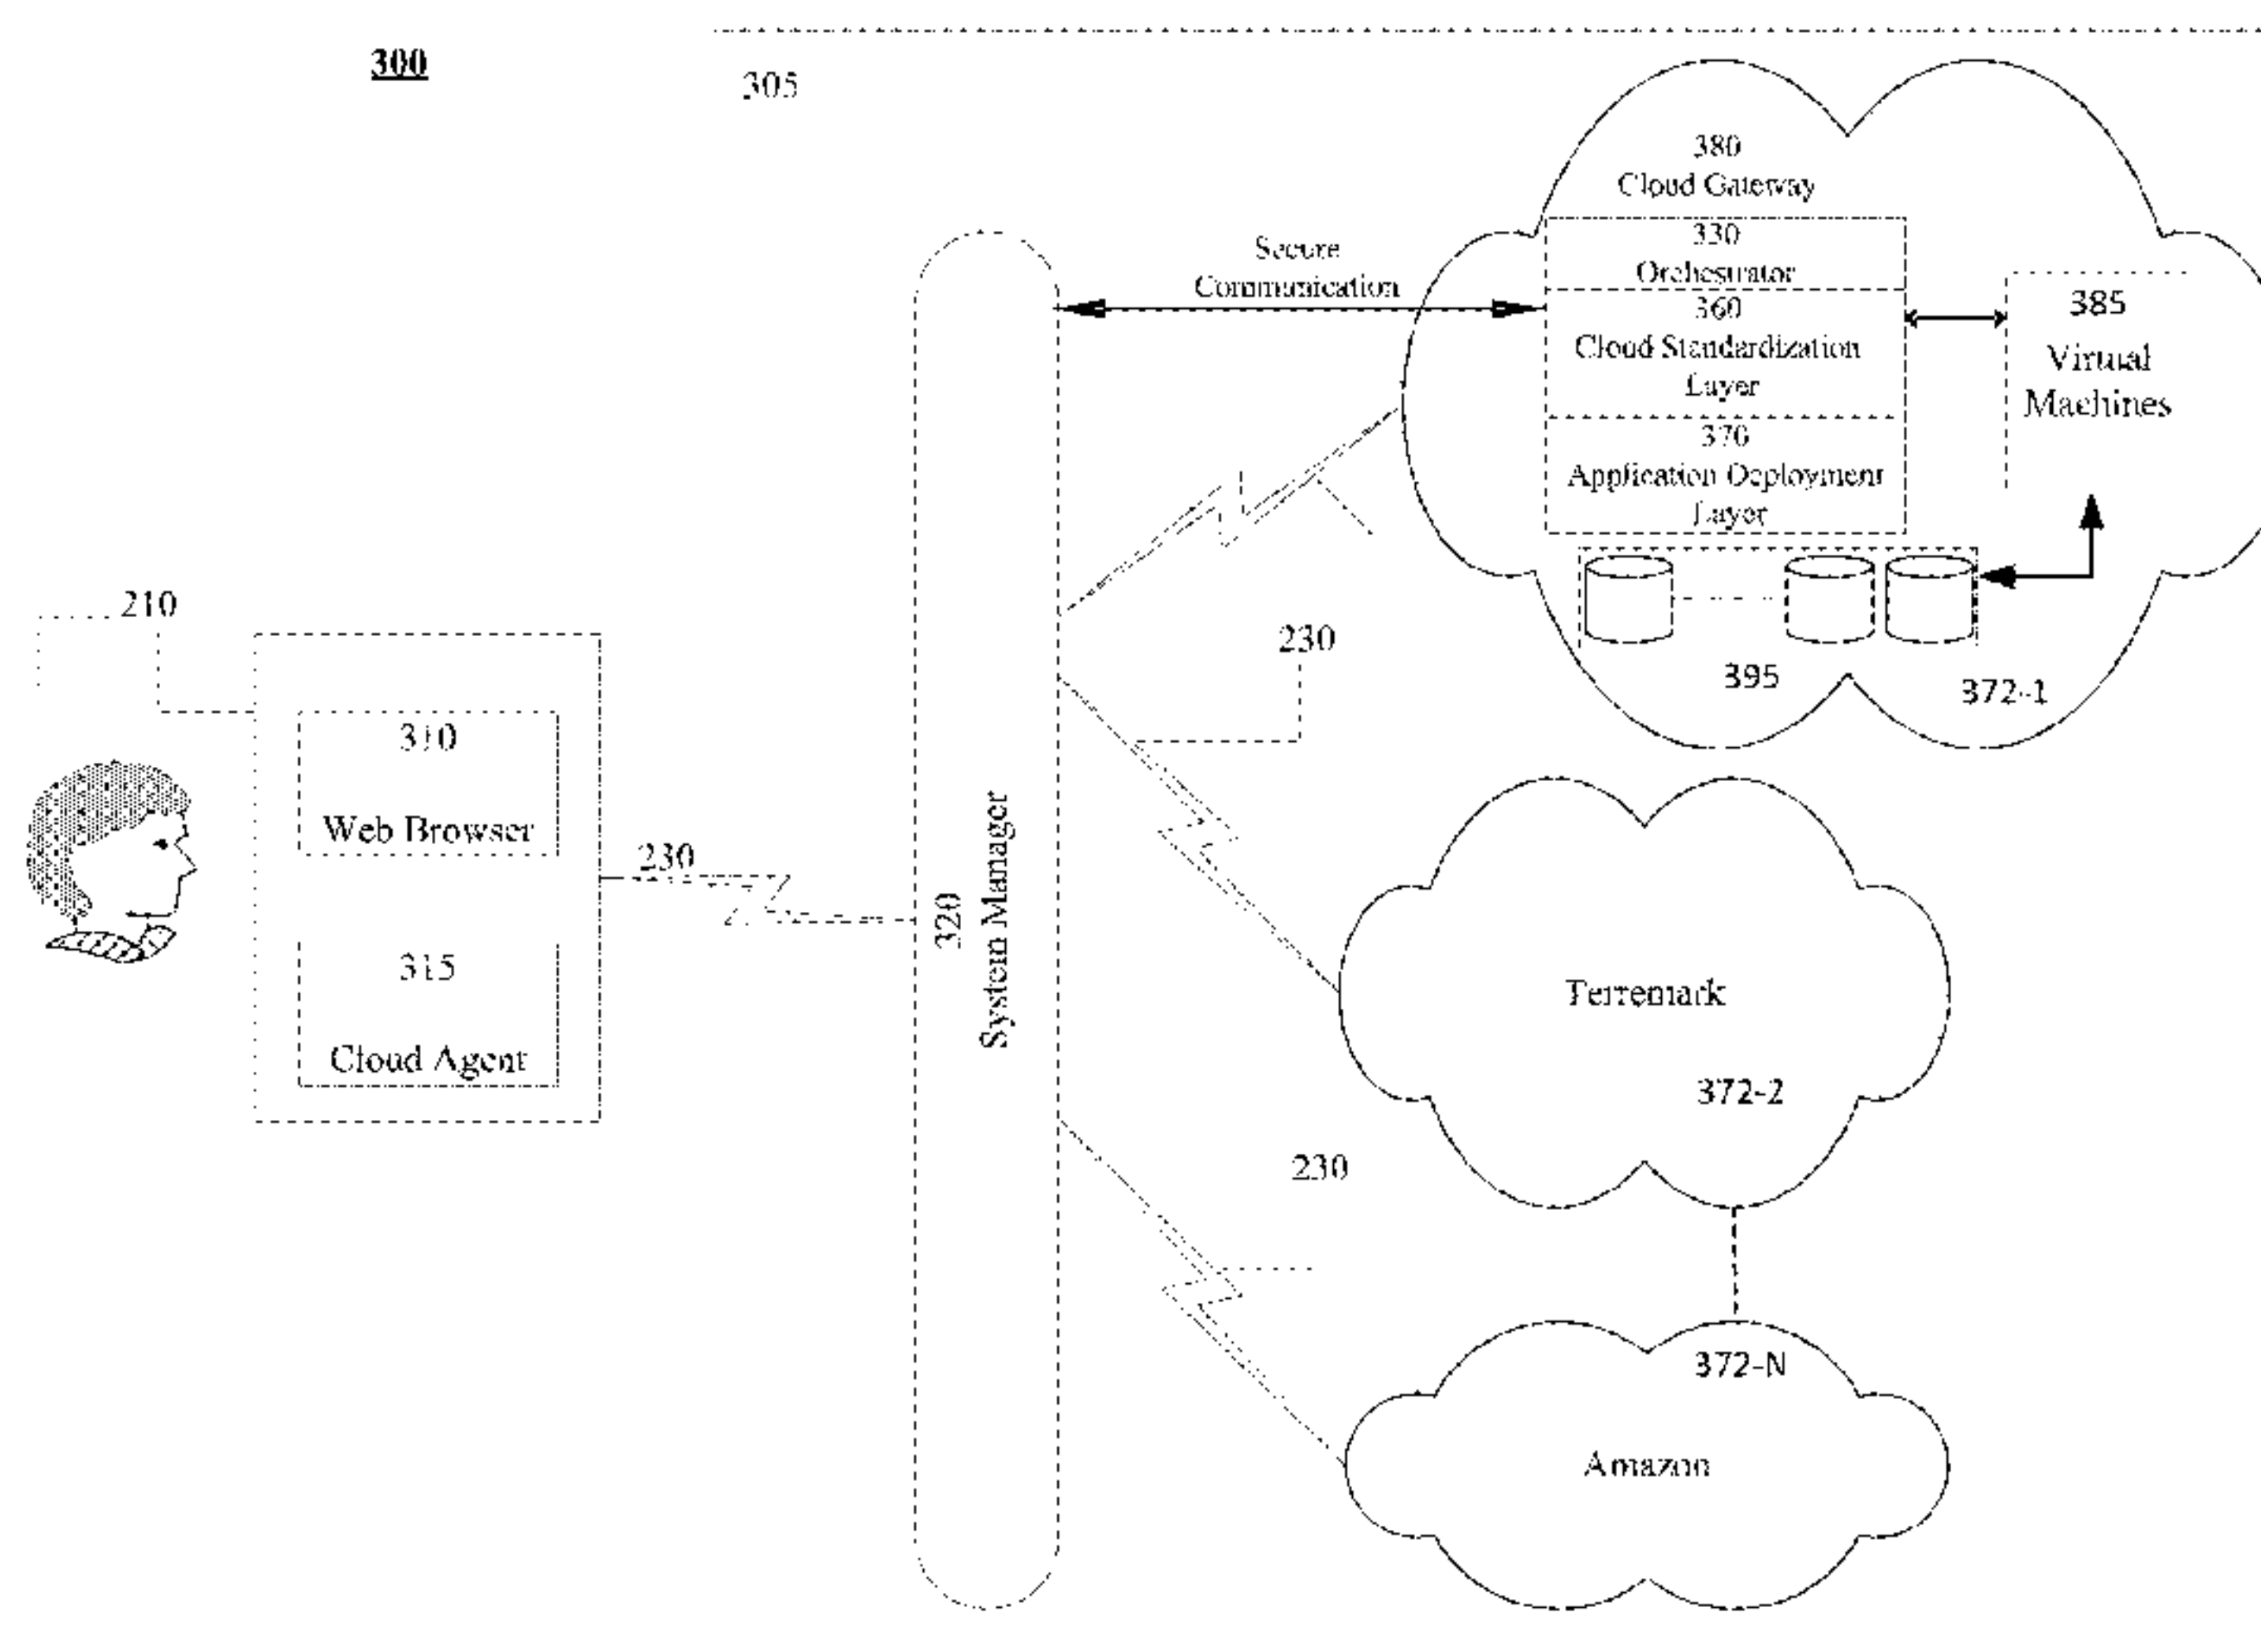 300
305
380
Cloud Gateway
330
Orchestrator
360
Cloud Standardization
Layer
370
Application Deployment
Layer
Secure
Communication
385
Virtual
Machines
395
372-1
210
310
Web Browser
315
Cloud Agent
230
320
System Manager
230
Terremark
372-2
230
372-N
Amazon